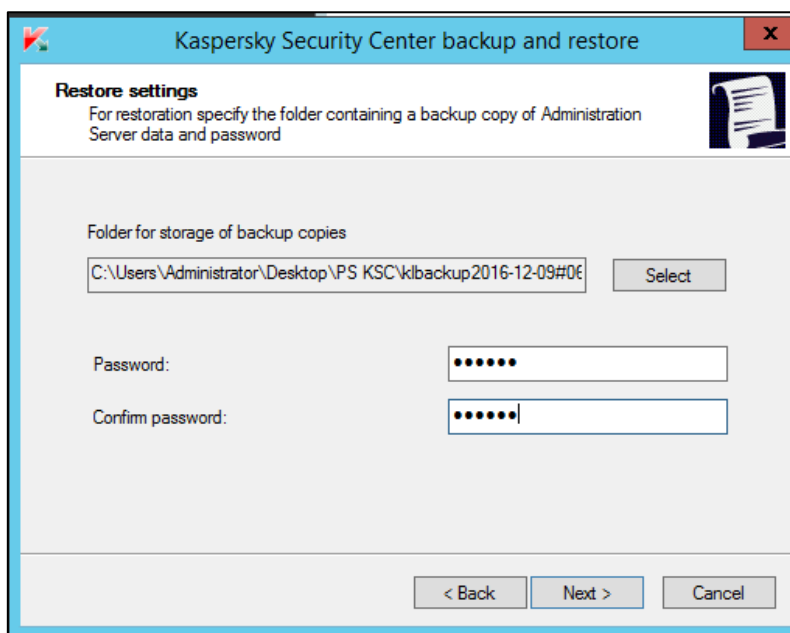 Kaspersky Security Center backup and restore
x
Restore settings
For restoration specify the folder containing a backup copy of Administration
Server data and password
Folder for storage of backup copies
C:\Users\Administrator\Desktop\PS KSC\klbackup2016-12-09#06
Select
Password:
••••••
Confirm password:
••••••
< Back
Next >
Cancel